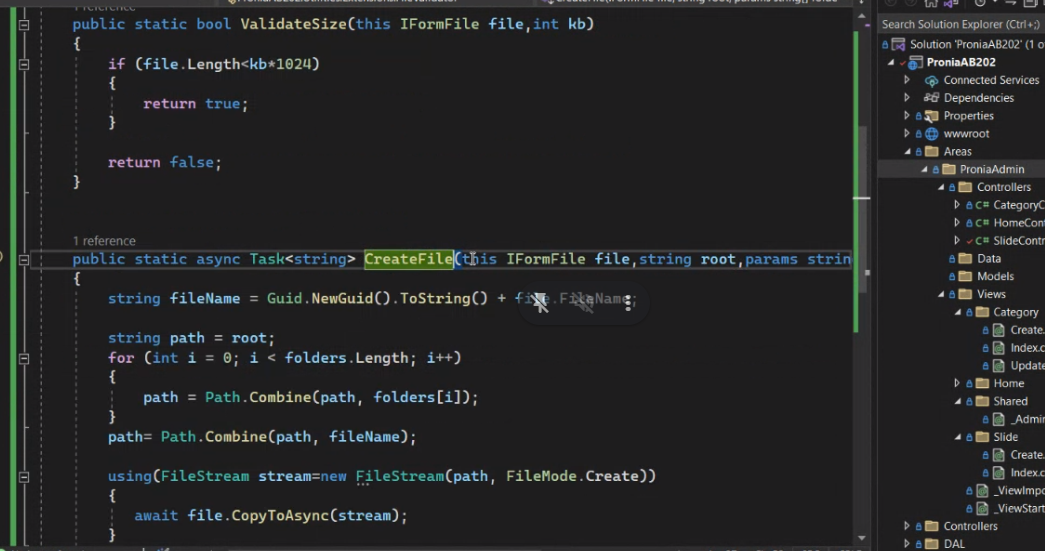 public static bool ValidateSize(this IFormFile file,int kb)
{
if (file.Length<kb*1024)
{
return true;
}
return false;
}
1 reference
public static async Task<string> CreateFile(this IFormFile file,string root,params strin
{
string fileName = Guid.NewGuid().ToString() + file.FileName;
string path = root;
for (int i = 0; i < folders.Length; i++)
{
path = Path.Combine(path, folders[i]);
}
path= Path.Combine(path, fileName);
using(FileStream stream=new FileStream(path, FileMode.Create))
{
await file.CopyToAsync(stream);
}
Search Solution Explorer (Ctrl+;)
Solution 'ProniaAB202' (1 o
ProniaAB202
Connected Services
Dependencies
Properties
wwwroot
Areas
ProniaAdmin
Controllers
C# CategoryC
C# HomeCont
C# SlideContr
Data
Models
Views
Category
Create.
Index.c
Update
Home
Shared
_Admi
Slide
Create.
Index.c
_ViewImpo
_ViewStart
Controllers
DAL